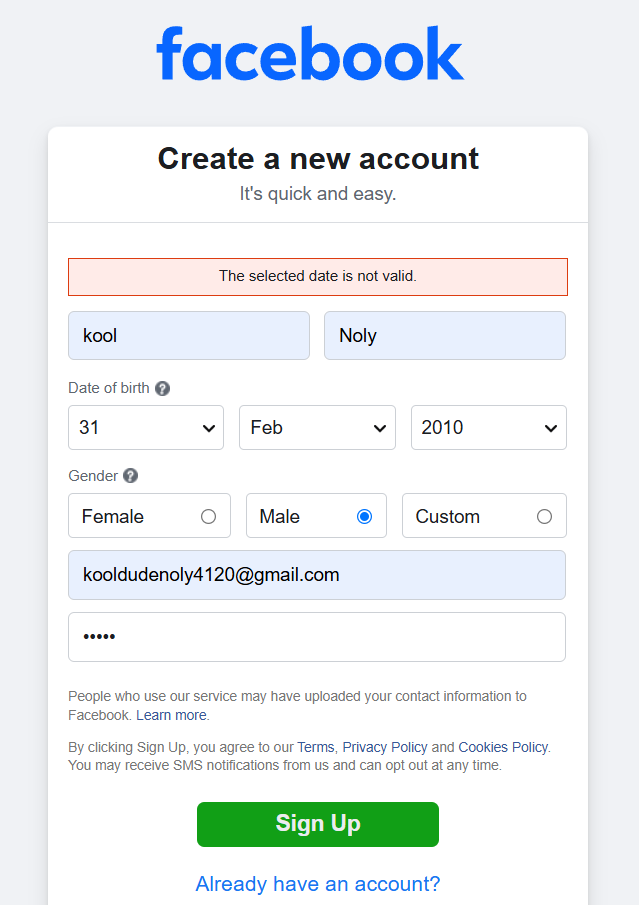 facebook
Create a new account
It's quick and easy.
The selected date is not valid.
kool Noly
Date of birth ?
31 Feb 2010
Gender ?
Female Male Custom
kooldudenoly4120@gmail.com
•••••
People who use our service may have uploaded your contact information to
Facebook. Learn more.
By clicking Sign Up, you agree to our Terms, Privacy Policy and Cookies Policy.
You may receive SMS notifications from us and can opt out at any time.
Sign Up
Already have an account?